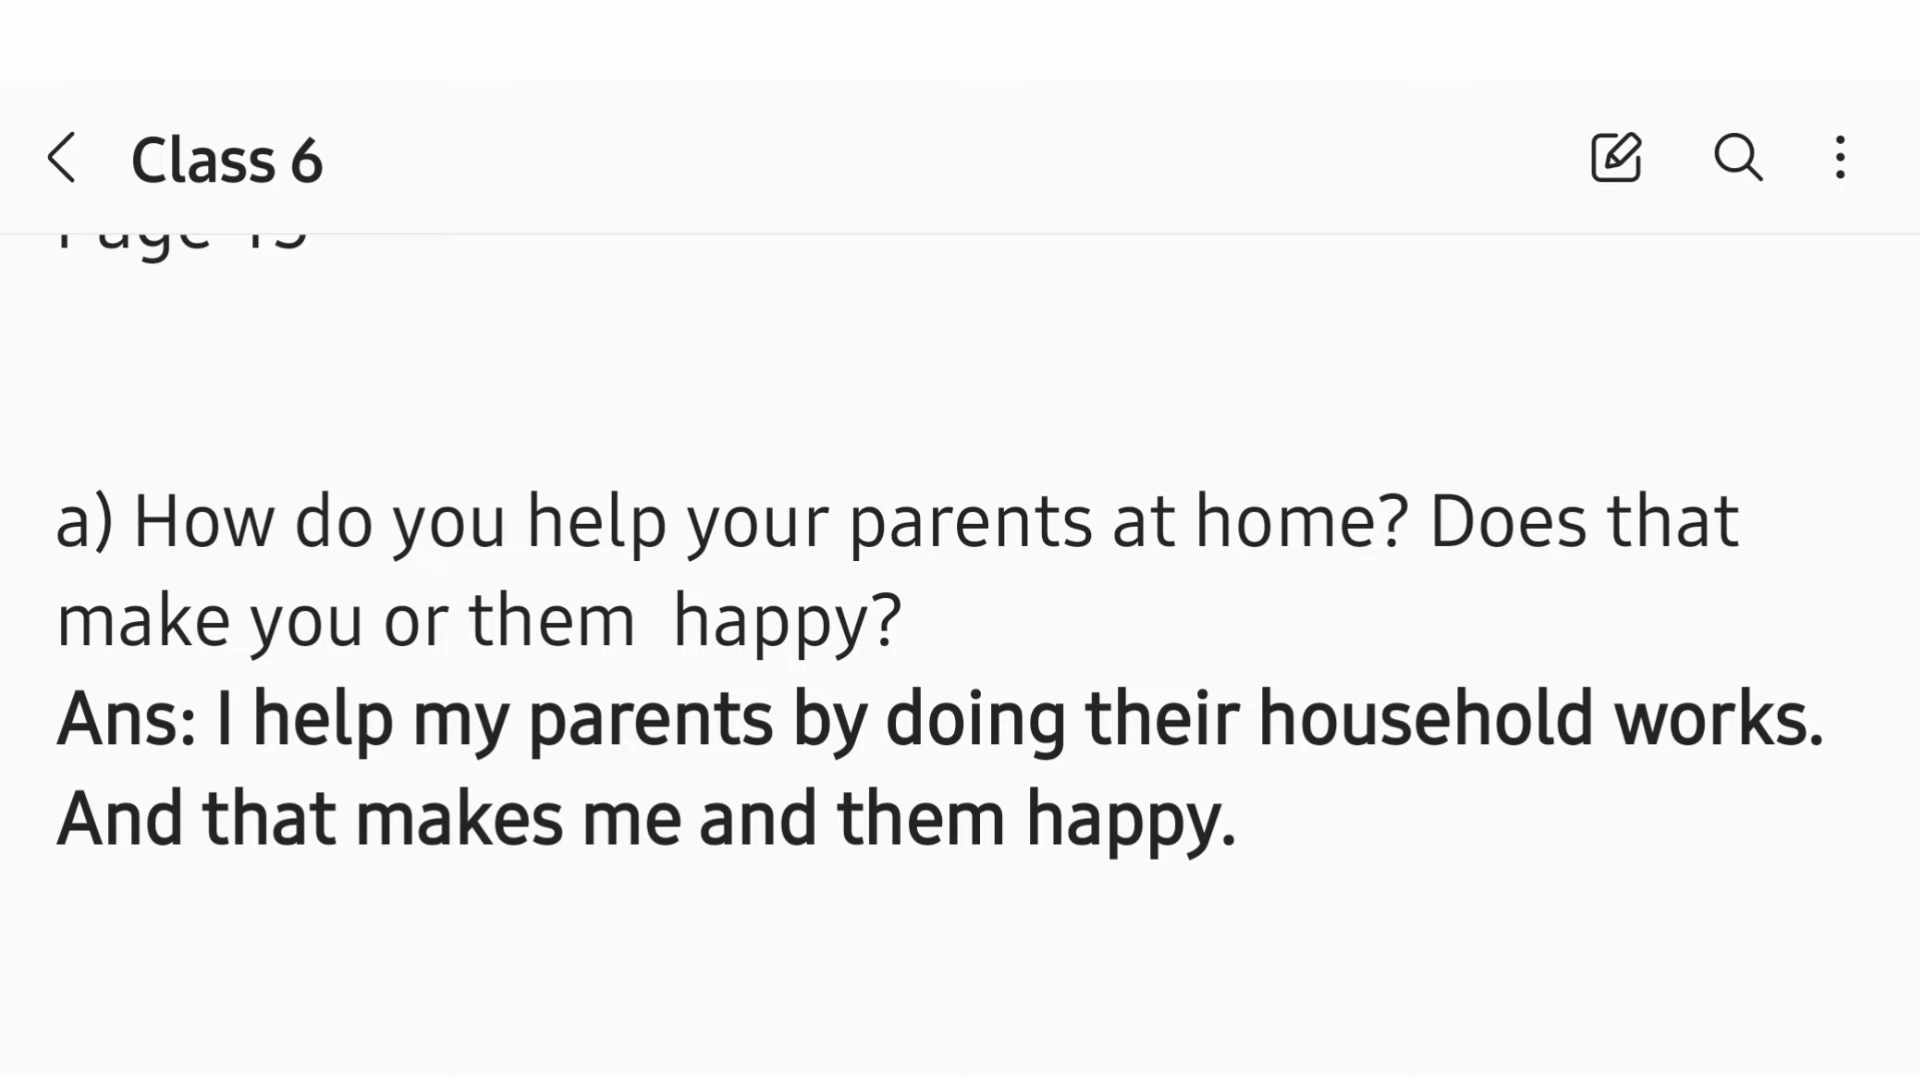 Class 6
Page
a) How do you help your parents at home? Does that
make you or them  happy?
Ans: I help my parents by doing their household works.
And that makes me and them happy.